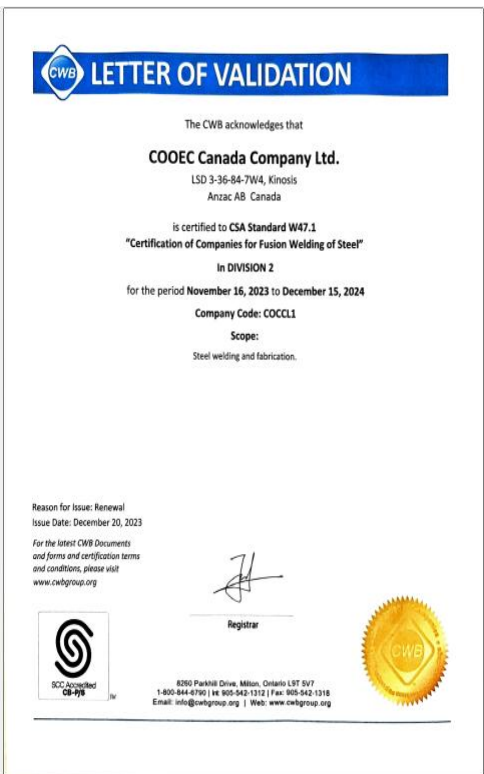 CWB LETTER OF VALIDATION
The CWB acknowledges that
COOEC Canada Company Ltd.
LSD 3-36-84-7W4, Kinosis
Anzac AB Canada
is certified to CSA Standard W47.1
"Certification of Companies for Fusion Welding of Steel"
In DIVISION 2
for the period November 16, 2023 to December 15, 2024
Company Code: COCCL1
Scope:
Steel welding and fabrication.
Reason for Issue: Renewal
Issue Date: December 20, 2023
For the latest CWB Documents
and forms and certification terms
and conditions, please visit
www.cwbgroup.org
Registrar
SCC Accredited
CB-P/S
TM
CWB
8260 Parkhill Drive, Milton, Ontario L9T 5V7
1-800-844-6790 | Int 905-542-1312 | Fax: 905-542-1318
Email: info@cwbgroup.org | Web: www.cwbgroup.org